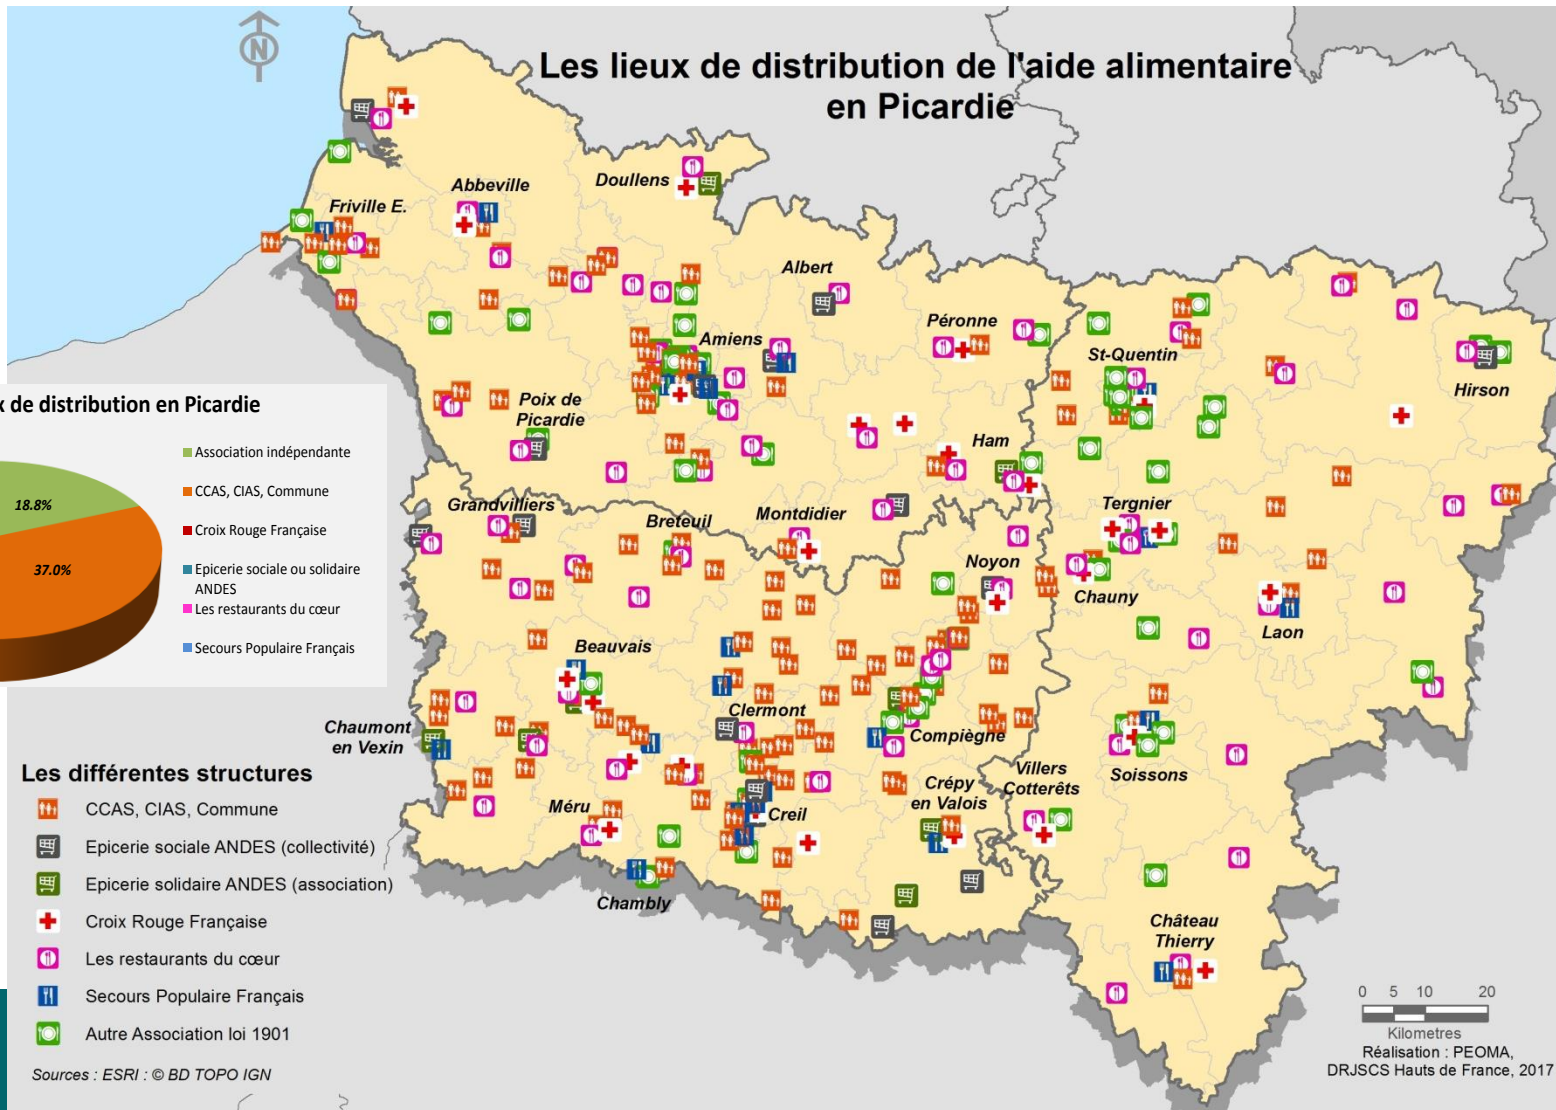 Les lieux de distribution de l'aide alimentaire
en Picardie
N
Doullens
Abbeville
Friville E.
Albert
Péronne
Amiens
St-Quentin
Hirson
Poix de
Picardie
Ham
Tergnier
Grandvilliers
Breteuil
Montdidier
Noyon
Chauny
Laon
Beauvais
Clermont
Compiègne
Chaumont
en Vexin
Soissons
Villers
Cotterêts
Crépy
en Valois
Creil
Méru
Chambly
Château
Thierry
de distribution en Picardie
18.8%
37.0%
Association indépendante
CCAS, CIAS, Commune
Croix Rouge Française
Epicerie sociale ou solidaire
ANDES
Les restaurants du cœur
Secours Populaire Français
Les différentes structures
CCAS, CIAS, Commune
Epicerie sociale ANDES (collectivité)
Epicerie solidaire ANDES (association)
Croix Rouge Française
Les restaurants du cœur
Secours Populaire Français
Autre Association loi 1901
Sources : ESRI : © BD TOPO IGN
0 5 10 20
Kilometres
Réalisation : PEOMA,
DRJSCS Hauts de France, 2017